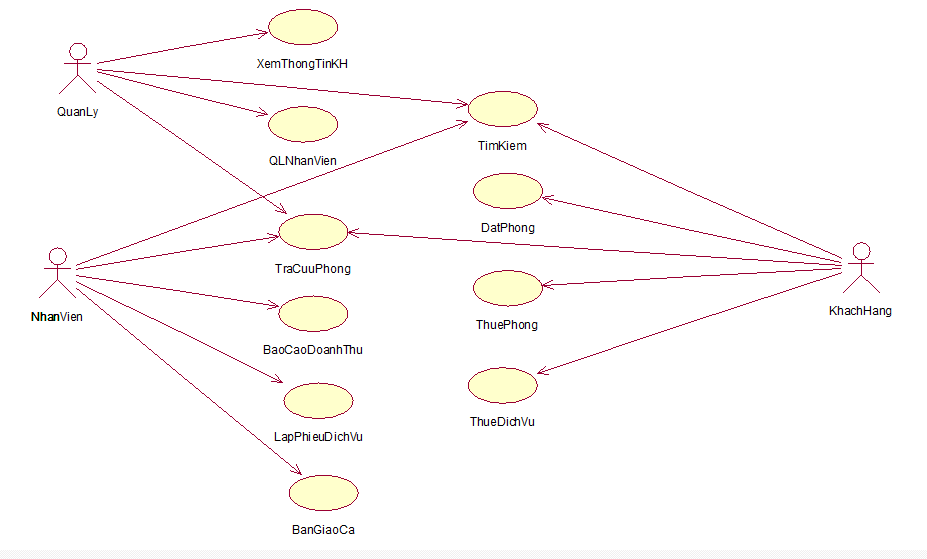 XemThongTinKH
QuanLy
TimKiem
QLNhanVien
DatPhong
TraCuuPhong
NhanVien
KhachHang
ThuePhong
BaoCaoDoanhThu
ThueDichVu
LapPhieuDichVu
BanGiaoCa